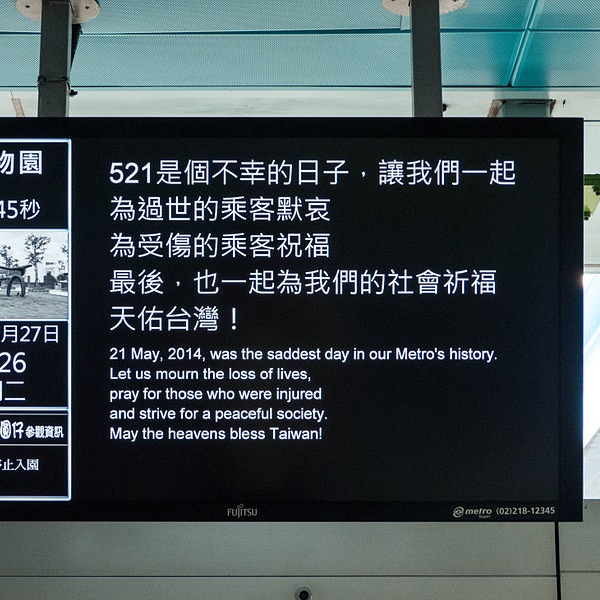 物園
45秒
月27日
26
二
圓仔參觀資訊
停止入園
521是個不幸的日子，讓我們一起
為過世的乘客默哀
為受傷的乘客祝福
最後，也一起為我們的社會祈福
天佑台灣！
21 May, 2014, was the saddest day in our Metro's history.
Let us mourn the loss of lives,
pray for those who were injured
and strive for a peaceful society.
May the heavens bless Taiwan!
FUJITSU
metro Super (02)218-12345